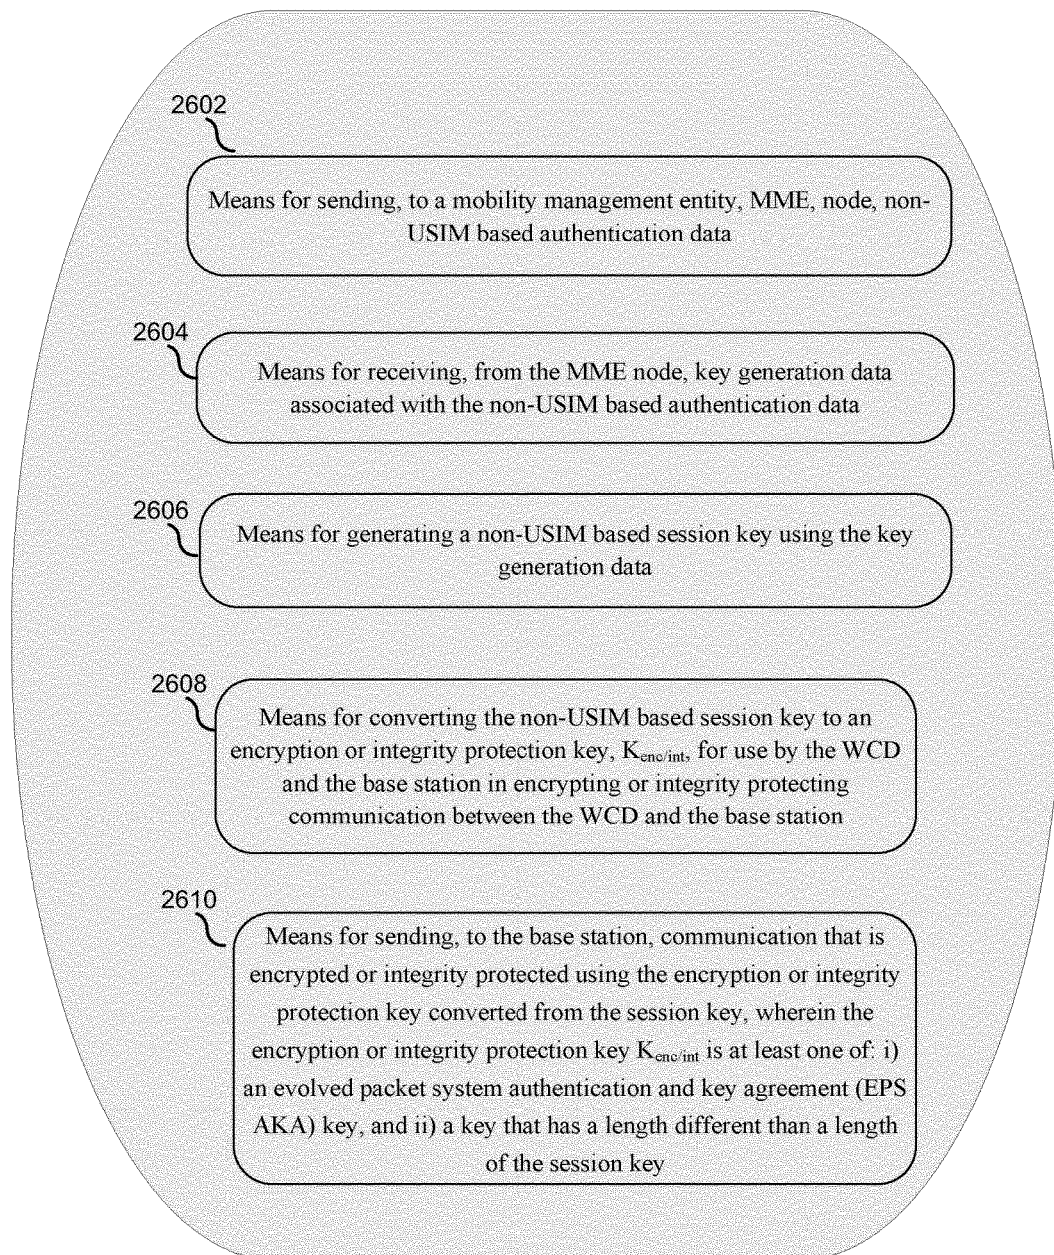 2602
Means for sending, to a mobility management entity, MME, node, non-
USIM based authentication data
2604
Means for receiving, from the MME node, key generation data
associated with the non-USIM based authentication data
2606
Means for generating a non-USIM based session key using the key
generation data
2608
Means for converting the non-USIM based session key to an
encryption or integrity protection key, Kenc/int, for use by the WCD
and the base station in encrypting or integrity protecting
communication between the WCD and the base station
2610
Means for sending, to the base station, communication that is
encrypted or integrity protected using the encryption or integrity
protection key converted from the session key, wherein the
encryption or integrity protection key Kenc/int is at least one of: i)
an evolved packet system authentication and key agreement (EPS
AKA) key, and ii) a key that has a length different than a length
of the session key